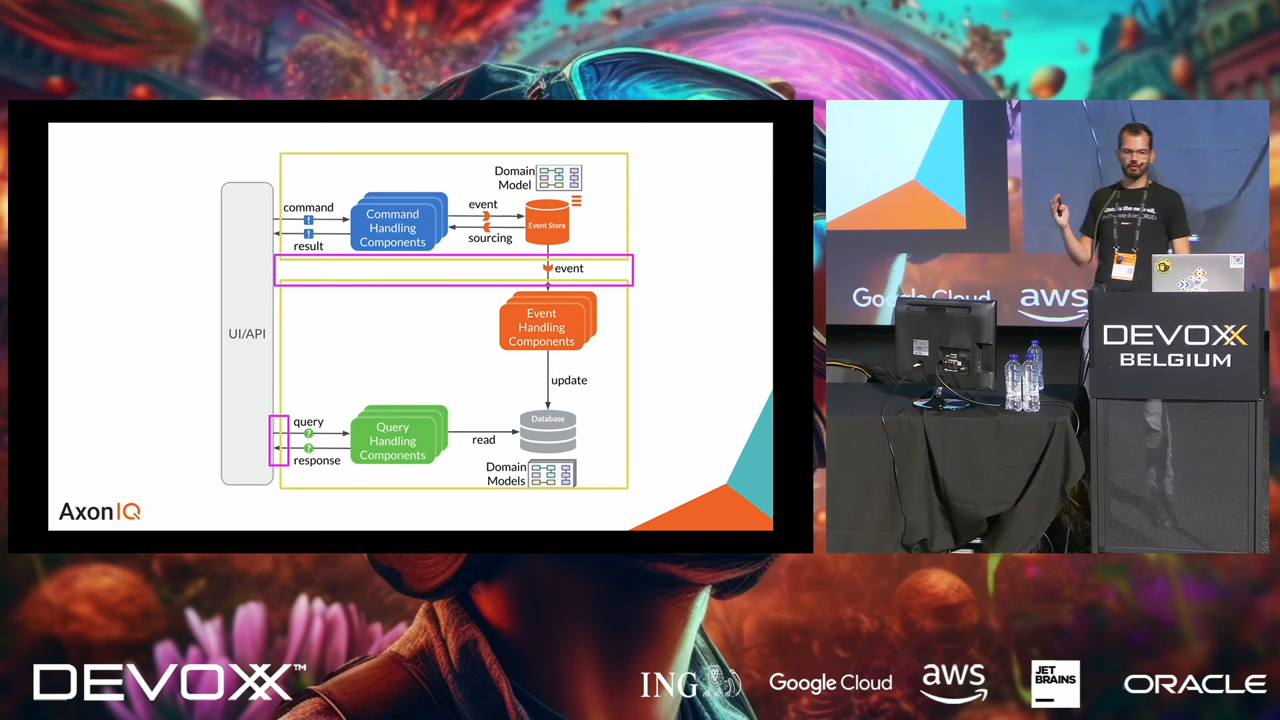 Domain
Model
command
Command
Handling
Components
result
event
Event Store
sourcing
event
UI/API
Event
Handling
Components
update
query
Query
Handling
Components
response
read
Database
Domain
Models
AxonIQ
Google Cloud
aws
DEVOXX
BELGIUM
DEVOXX™
ING
Google Cloud
aws
JET
BRAINS
ORACLE